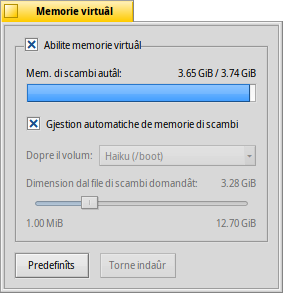 Memorie virtuâl
Abilite memorie virtuâl
Mem. di scambi autâl: 3.65 GiB / 3.74 GiB
Gjestion automatiche de memorie di scambi
Dopre il volum: Haiku (/boot)
Dimension dal file di scambi domandât: 3.28 GiB
1.00 MiB 12.70 GiB
Predefinîts Torne indaûr